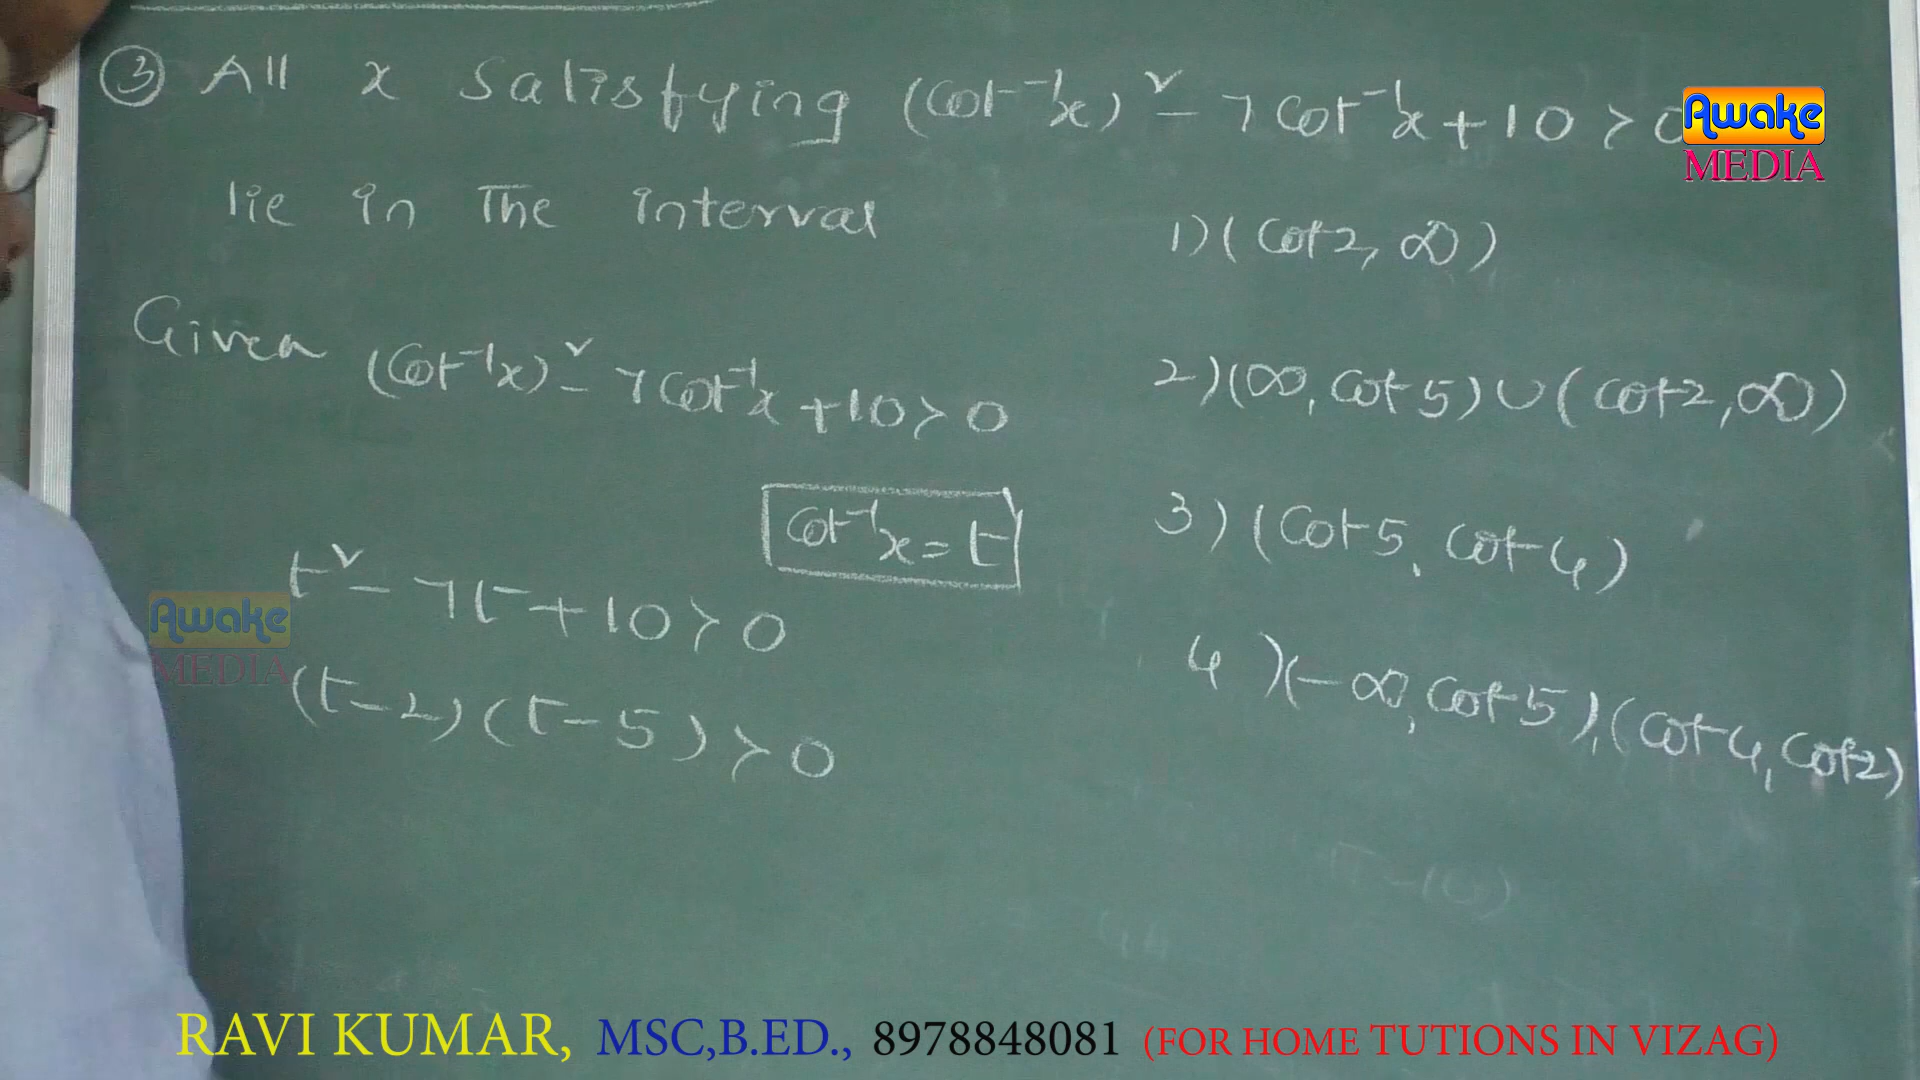 ③ All x satisfying (Cot⁻¹x)² - 7Cot⁻¹x + 10 > 0
lie in The interval
1) (Cot2, ∞)
Given (Cot⁻¹x)² - 7Cot⁻¹x + 10 > 0
2) (∞, Cot5) ∪ (Cot2, ∞)
Cot⁻¹x = t
3) (Cot5, Cot4)
t² - 7t + 10 > 0
4) (-∞, Cot5), (Cot4, Cot2)
(t-2)(t-5) > 0
Awake
MEDIA
Awake
MEDIA
RAVI KUMAR, MSC,B.ED., 8978848081 (FOR HOME TUTIONS IN VIZAG)